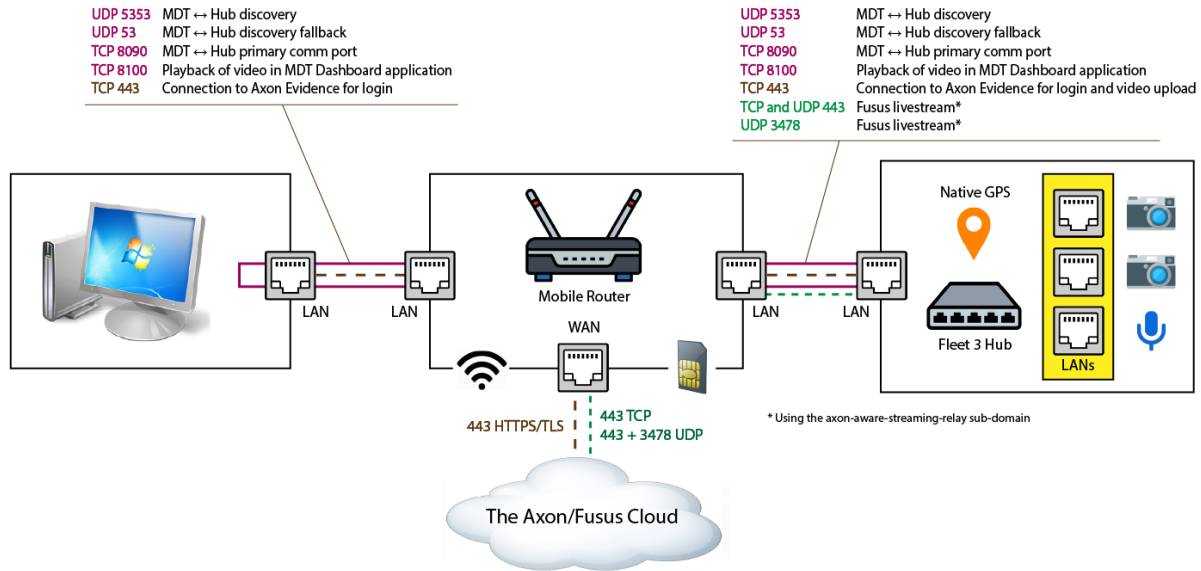 UDP 5353 MDT ↔ Hub discovery
UDP 53 MDT ↔ Hub discovery fallback
TCP 8090 MDT ↔ Hub primary comm port
TCP 8100 Playback of video in MDT Dashboard application
TCP 443 Connection to Axon Evidence for login
UDP 5353 MDT ↔ Hub discovery
UDP 53 MDT ↔ Hub discovery fallback
TCP 8090 MDT ↔ Hub primary comm port
TCP 8100 Playback of video in MDT Dashboard application
TCP 443 Connection to Axon Evidence for login and video upload
TCP and UDP 443 Fusus livestream*
UDP 3478 Fusus livestream*
LAN
LAN
Mobile Router
WAN
LAN
LAN
Native GPS
Fleet 3 Hub
LANs
443 HTTPS/TLS
443 TCP
443 + 3478 UDP
* Using the axon-aware-streaming-relay sub-domain
The Axon/Fusus Cloud